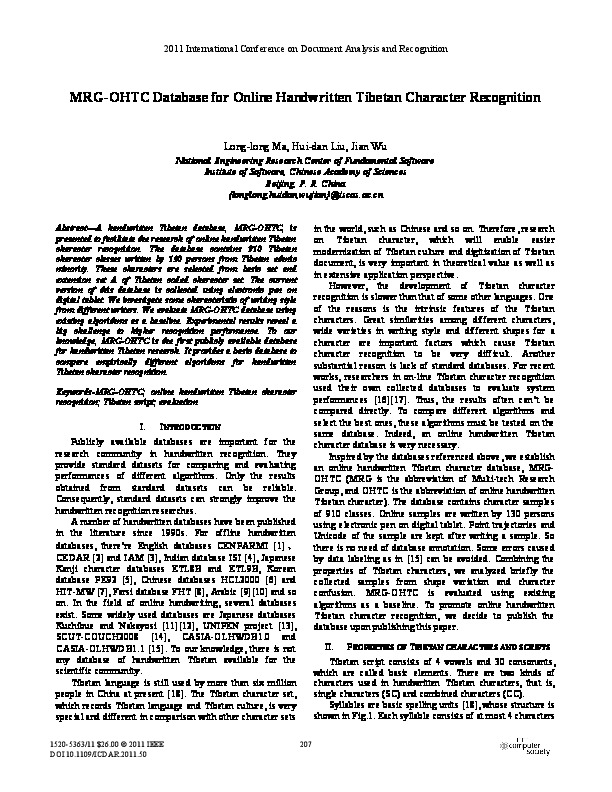 2011 International Conference on Document Analysis and Recognition
MRG-OHTC Database for Online Handwritten Tibetan Character Recognition
Long-long Ma, Hui-dan Liu, Jian Wu
National Engineering Research Center of Fundamental Software
Institute of Software, Chinese Academy of Sciences
Beijing, P. R. China
{longlong,huidan,wujian}@iscas.ac.cn
Abstract—A handwritten Tibetan database, MRG-OHTC, is
presented to facilitate the research of online handwritten Tibetan
character recognition. The database contains 910 Tibetan
character classes written by 130 persons from Tibetan ethnic
minority. These characters are selected from basic set and
extension set A of Tibetan coded character set. The current
version of this database is collected using electronic pen on
digital tablet. We investigate some characteristic of writing style
from different writers. We evaluate MRG-OHTC database using
existing algorithms as a baseline. Experimental results reveal a
big challenge to higher recognition performance. To our
knowledge, MRG-OHTC is the first publicly available database
for handwritten Tibetan research. It provides a basic database to
compare empirically different algorithms for handwritten
Tibetan character recognition.
Keywords-MRG-OHTC; online handwritten Tibetan character
recognition; Tibetan script; evaluation
I. INTRODUCTION
Publicly available databases are important for the
research community in handwritten recognition. They
provide standard datasets for comparing and evaluating
performances of different algorithms. Only the results
obtained from standard datasets can be reliable.
Consequently, standard datasets can strongly improve the
handwritten recognition researches.
A number of handwritten databases have been published
in the literature since 1990s. For offline handwritten
databases, there're English databases CENPARMI [1] 、
CEDAR [2] and IAM [3], Indian database ISI [4], Japanese
Kanji character databases ETL8H and ETL9H, Korean
database PE92 [5], Chinese databases HCL2000 [6] and
HIT-MW [7], Farsi database FHT [8], Arabic [9][10] and so
on. In the field of online handwriting, several databases
exist. Some widely used databases are Japanese databases
Kuchibue and Nakayosi [11][12], UNIPEN project [13],
SCUT-COUCH2008 [14], CASIA-OLHWDH1.0 and
CASIA-OLHWDH1.1 [15]. To our knowledge, there is not
any database of handwritten Tibetan available for the
scientific community.
Tibetan language is still used by more than six million
people in China at present [18]. The Tibetan character set,
which records Tibetan language and Tibetan culture, is very
special and different in comparison with other character sets
in the world, such as Chinese and so on. Therefore, research
on Tibetan character, which will enable easier
modernization of Tibetan culture and digitization of Tibetan
document, is very important in theoretical value as well as
in extensive application perspective.
However, the development of Tibetan character
recognition is slower than that of some other languages. One
of the reasons is the intrinsic features of the Tibetan
characters. Great similarities among different characters,
wide varieties in writing style and different shapes for a
character are important factors which cause Tibetan
character recognition to be very difficult. Another
substantial reason is lack of standard databases. For recent
works, researchers in on-line Tibetan character recognition
used their own collected databases to evaluate system
performances [16][17]. Thus, the results often can't be
compared directly. To compare different algorithms and
select the best ones, these algorithms must be tested on the
same database. Indeed, an online handwritten Tibetan
character database is very necessary.
Inspired by the databases referenced above, we establish
an online handwritten Tibetan character database, MRG-
OHTC (MRG is the abbreviation of Multi-tech Research
Group, and OHTC is the abbreviation of online handwritten
Tibetan character). The database contains character samples
of 910 classes. Online samples are written by 130 persons
using electronic pen on digital tablet. Point trajectories and
Unicode of the sample are kept after writing a sample. So
there is no need of database annotation. Some errors caused
by data labeling as in [15] can be avoided. Combining the
properties of Tibetan characters, we analyzed briefly the
collected samples from shape variation and character
confusion. MRG-OHTC is evaluated using existing
algorithms as a baseline. To promote online handwritten
Tibetan character recognition, we decide to publish the
database upon publishing this paper.
II. PROPERTIES OF TIBETAN CHARACTERS AND SCRIPTS
Tibetan script consists of 4 vowels and 30 consonants,
which are called basic elements. There are two kinds of
characters used in handwritten Tibetan characters, that is,
single characters (SC) and combined characters (CC).
Syllables are basic spelling units [18], whose structure is
shown in Fig.1. Each syllable consists of at most 4 characters
1520-5363/11 $26.00 © 2011 IEEE
DOI 10.1109/ICDAR.2011.50
207
computer
society